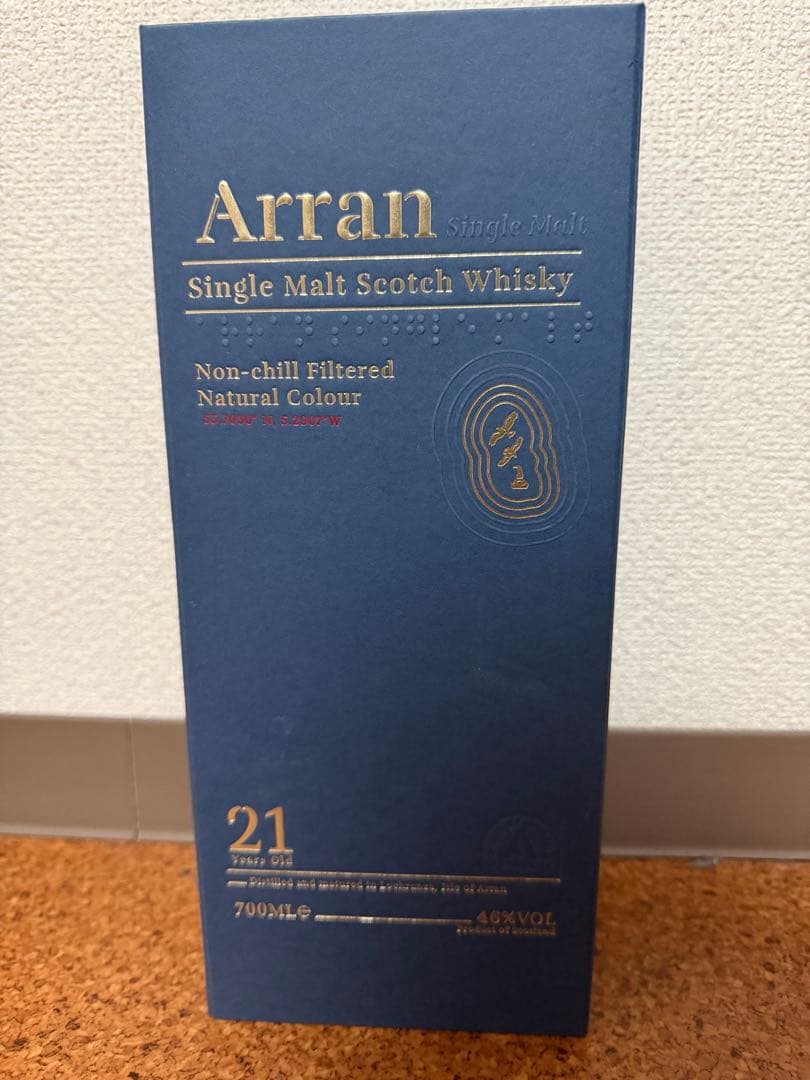 Arran Single Malt
Single Malt Scotch Whisky
Non-chill Filtered
Natural Colour
21
Years Old
Distilled and matured in Lochranza, Isle of Arran
700ML℮
46%VOL
Product of Scotland